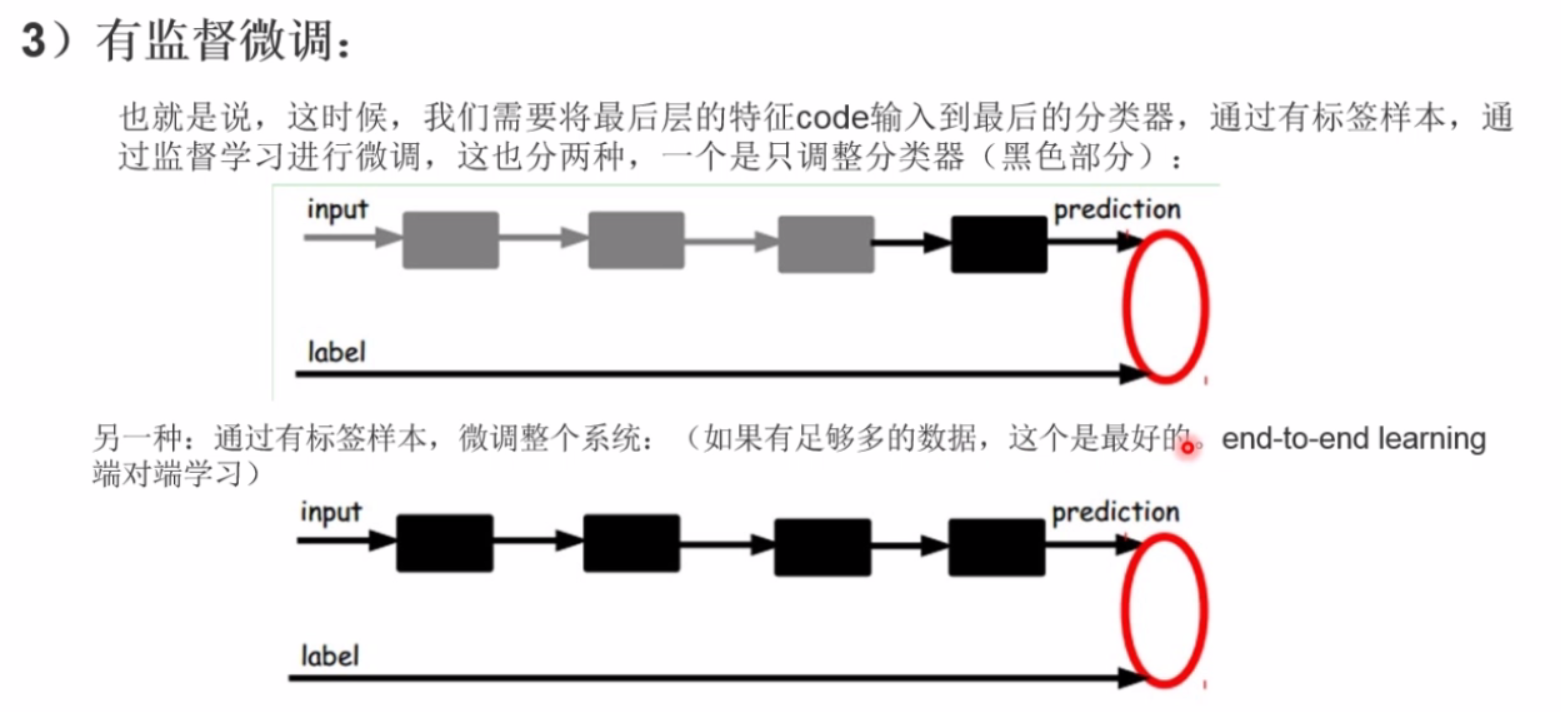 3）有监督微调：
也就是说，这时候，我们需要将最后层的特征code输入到最后的分类器，通过有标签样本，通
过监督学习进行微调，这也分两种，一个是只调整分类器（黑色部分）：
input
prediction
label
另一种：通过有标签样本，微调整个系统：（如果有足够多的数据，这个是最好的。end-to-end learning
端对端学习）
input
prediction
label